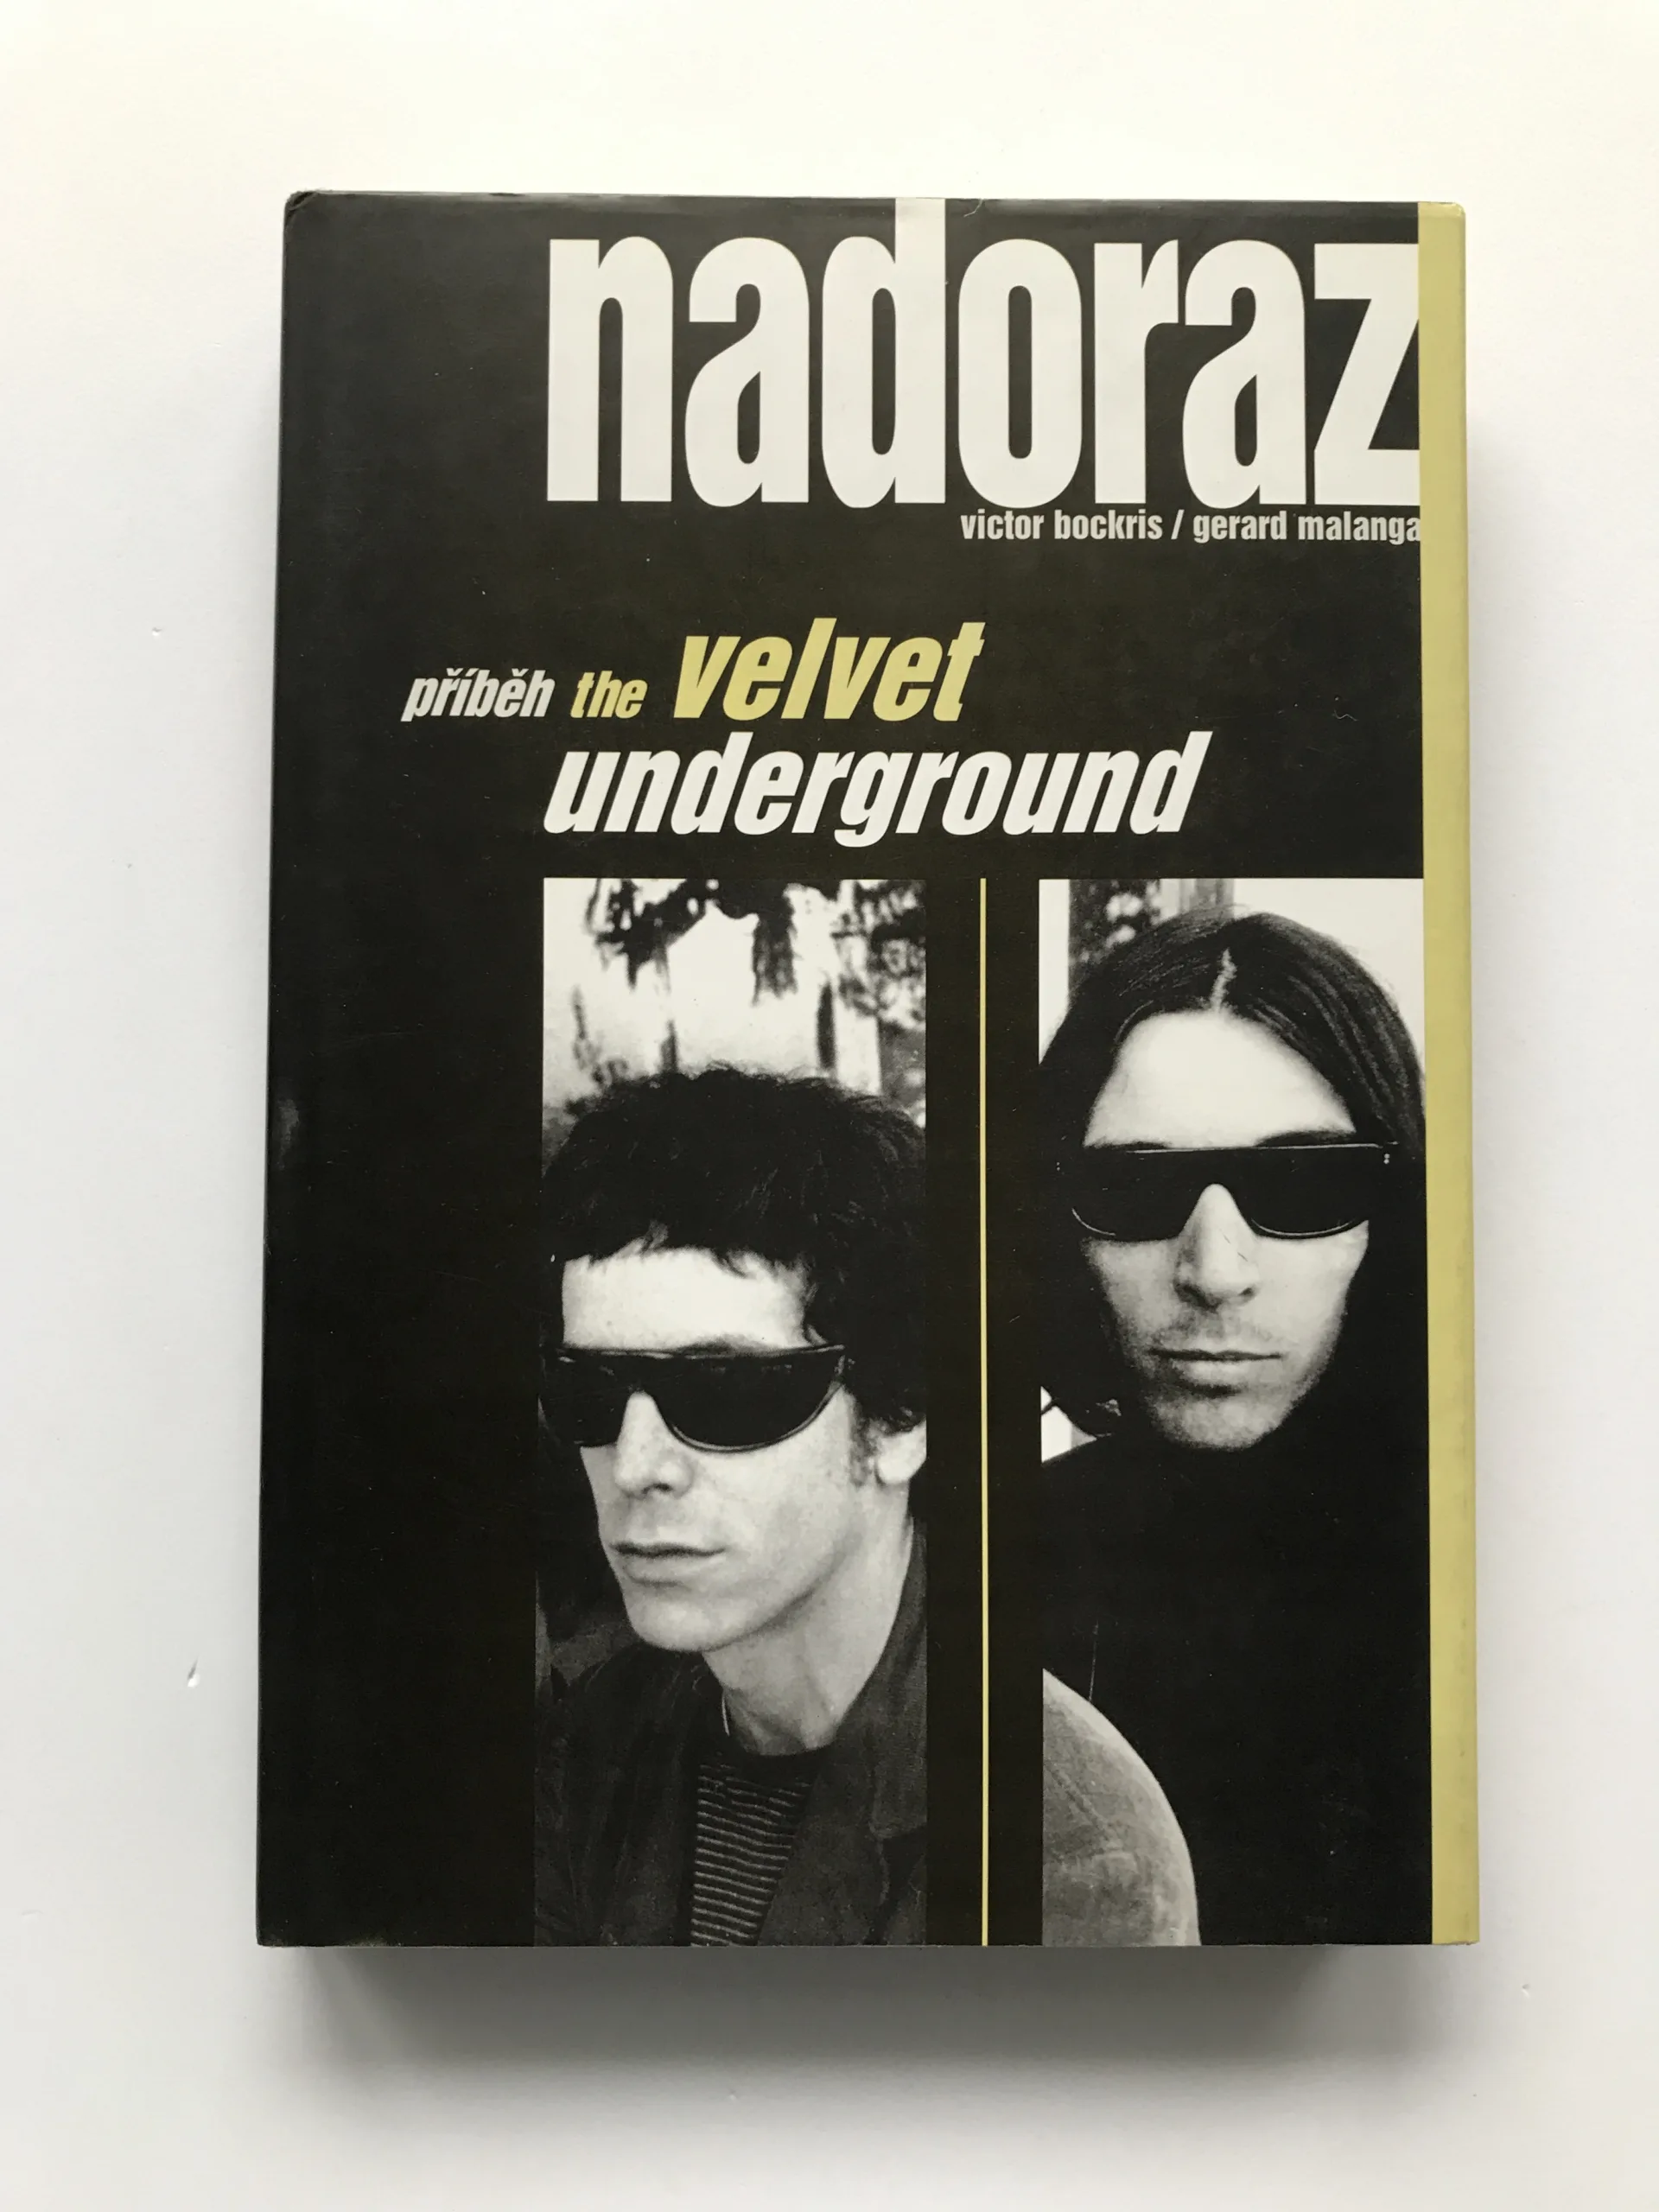 nadoraz
victor bockris / gerard malanga
příběh the velvet
underground